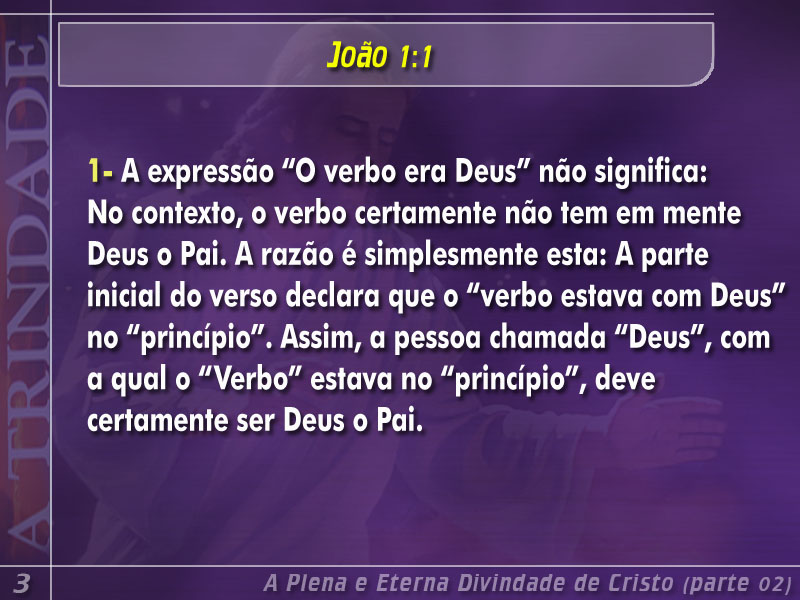 João 1:1
1- A expressão “O verbo era Deus” não significa:
No contexto, o verbo certamente não tem em mente
Deus o Pai. A razão é simplesmente esta: A parte
inicial do verso declara que o “verbo estava com Deus”
no “princípio”. Assim, a pessoa chamada “Deus”, com
a qual o “Verbo” estava no “princípio”, deve
certamente ser Deus o Pai.
A TRINDADE
3
A Plena e Eterna Divindade de Cristo (parte 02)